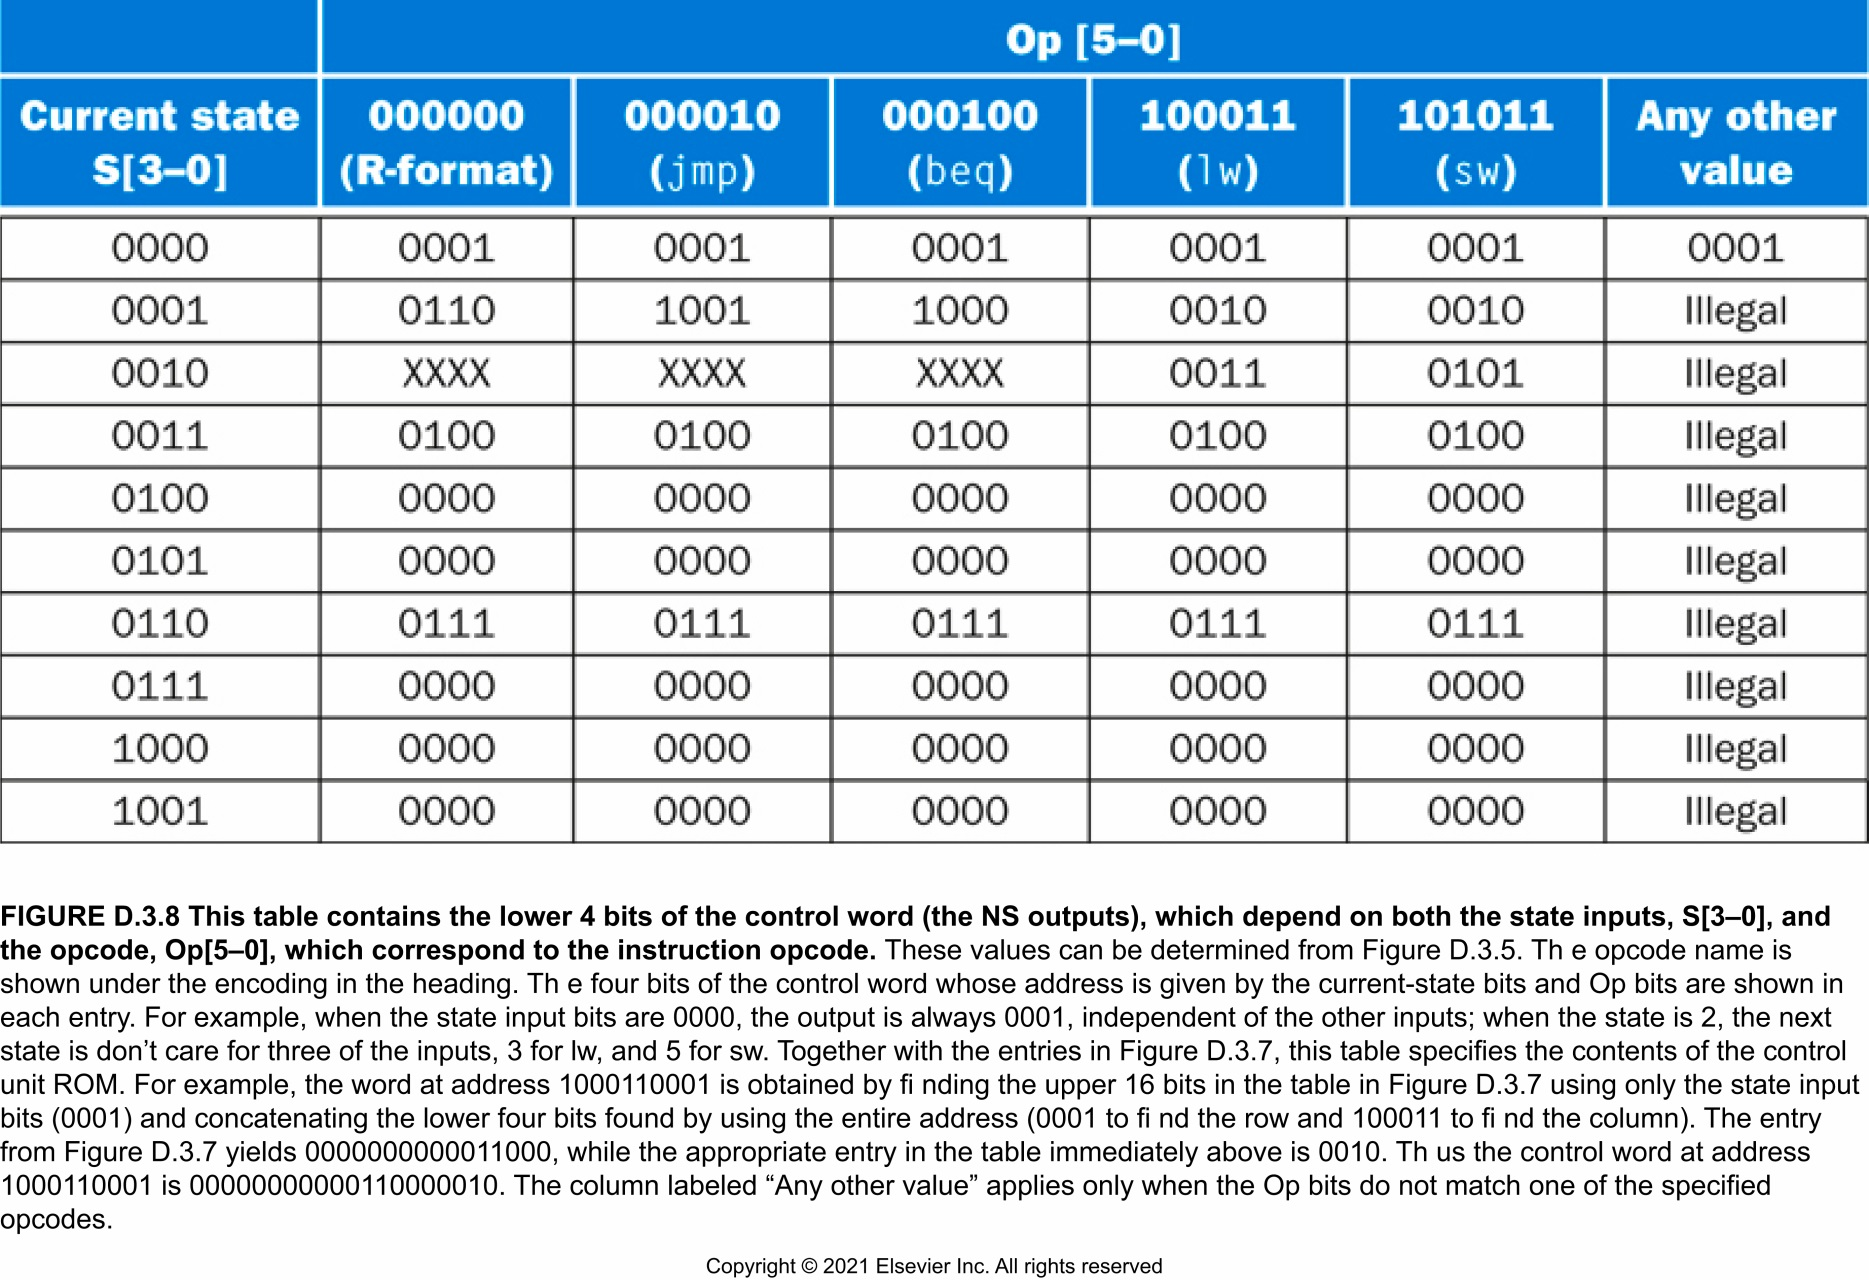 Op [5–0]
Current state S[3–0] 000000 (R-format) 000010 (jmp) 000100 (beq) 100011 (lw) 101011 (sw) Any other value
0000 0001 0001 0001 0001 0001 0001
0001 0110 1001 1000 0010 0010 Illegal
0010 XXXX XXXX XXXX 0011 0101 Illegal
0011 0100 0100 0100 0100 0100 Illegal
0100 0000 0000 0000 0000 0000 Illegal
0101 0000 0000 0000 0000 0000 Illegal
0110 0111 0111 0111 0111 0111 Illegal
0111 0000 0000 0000 0000 0000 Illegal
1000 0000 0000 0000 0000 0000 Illegal
1001 0000 0000 0000 0000 0000 Illegal
FIGURE D.3.8 This table contains the lower 4 bits of the control word (the NS outputs), which depend on both the state inputs, S[3–0], and
the opcode, Op[5–0], which correspond to the instruction opcode. These values can be determined from Figure D.3.5. Th e opcode name is
shown under the encoding in the heading. Th e four bits of the control word whose address is given by the current-state bits and Op bits are shown in
each entry. For example, when the state input bits are 0000, the output is always 0001, independent of the other inputs; when the state is 2, the next
state is don’t care for three of the inputs, 3 for lw, and 5 for sw. Together with the entries in Figure D.3.7, this table specifies the contents of the control
unit ROM. For example, the word at address 1000110001 is obtained by fi nding the upper 16 bits in the table in Figure D.3.7 using only the state input
bits (0001) and concatenating the lower four bits found by using the entire address (0001 to fi nd the row and 100011 to fi nd the column). The entry
from Figure D.3.7 yields 0000000000011000, while the appropriate entry in the table immediately above is 0010. Th us the control word at address
1000110001 is 00000000000110000010. The column labeled “Any other value” applies only when the Op bits do not match one of the specified
opcodes.
Copyright © 2021 Elsevier Inc. All rights reserved